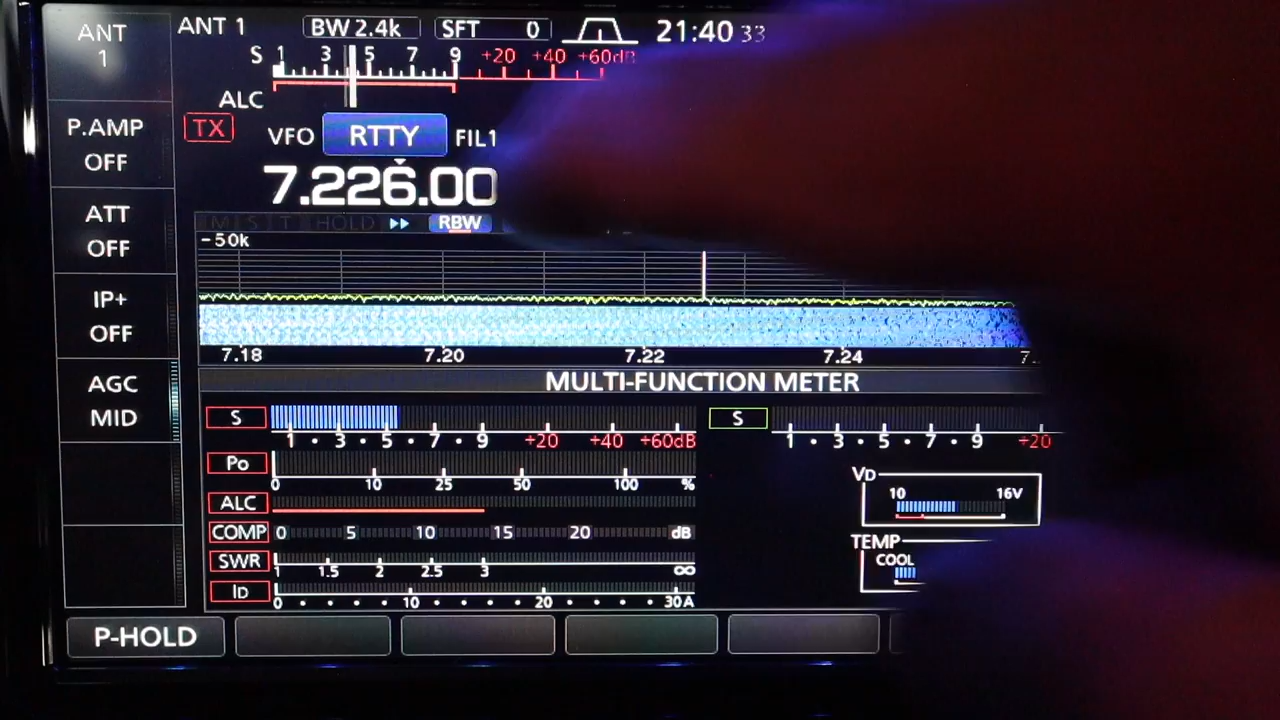 ANT
1
ANT 1
BW 2.4k
SFT 0
21:40 33
S 1 3 5 7 9 +20 +40 +60dB
ALC
P.AMP
OFF
TX
VFO
RTTY
FIL1
7.226.00
M I S T HOLD
RBW
ATT
OFF
-50k
IP+
OFF
7.18 7.20 7.22 7.24
AGC
MID
MULTI-FUNCTION METER
S
1 3 5 7 9 +20 +40 +60dB
S
1 3 5 7 9 +20
Po
0 10 25 50 100 %
ALC
COMP 0 5 10 15 20 dB
SWR
1 1.5 2 2.5 3 ∞
ID
0 10 20 30A
VD
10 16V
TEMP
COOL
P-HOLD